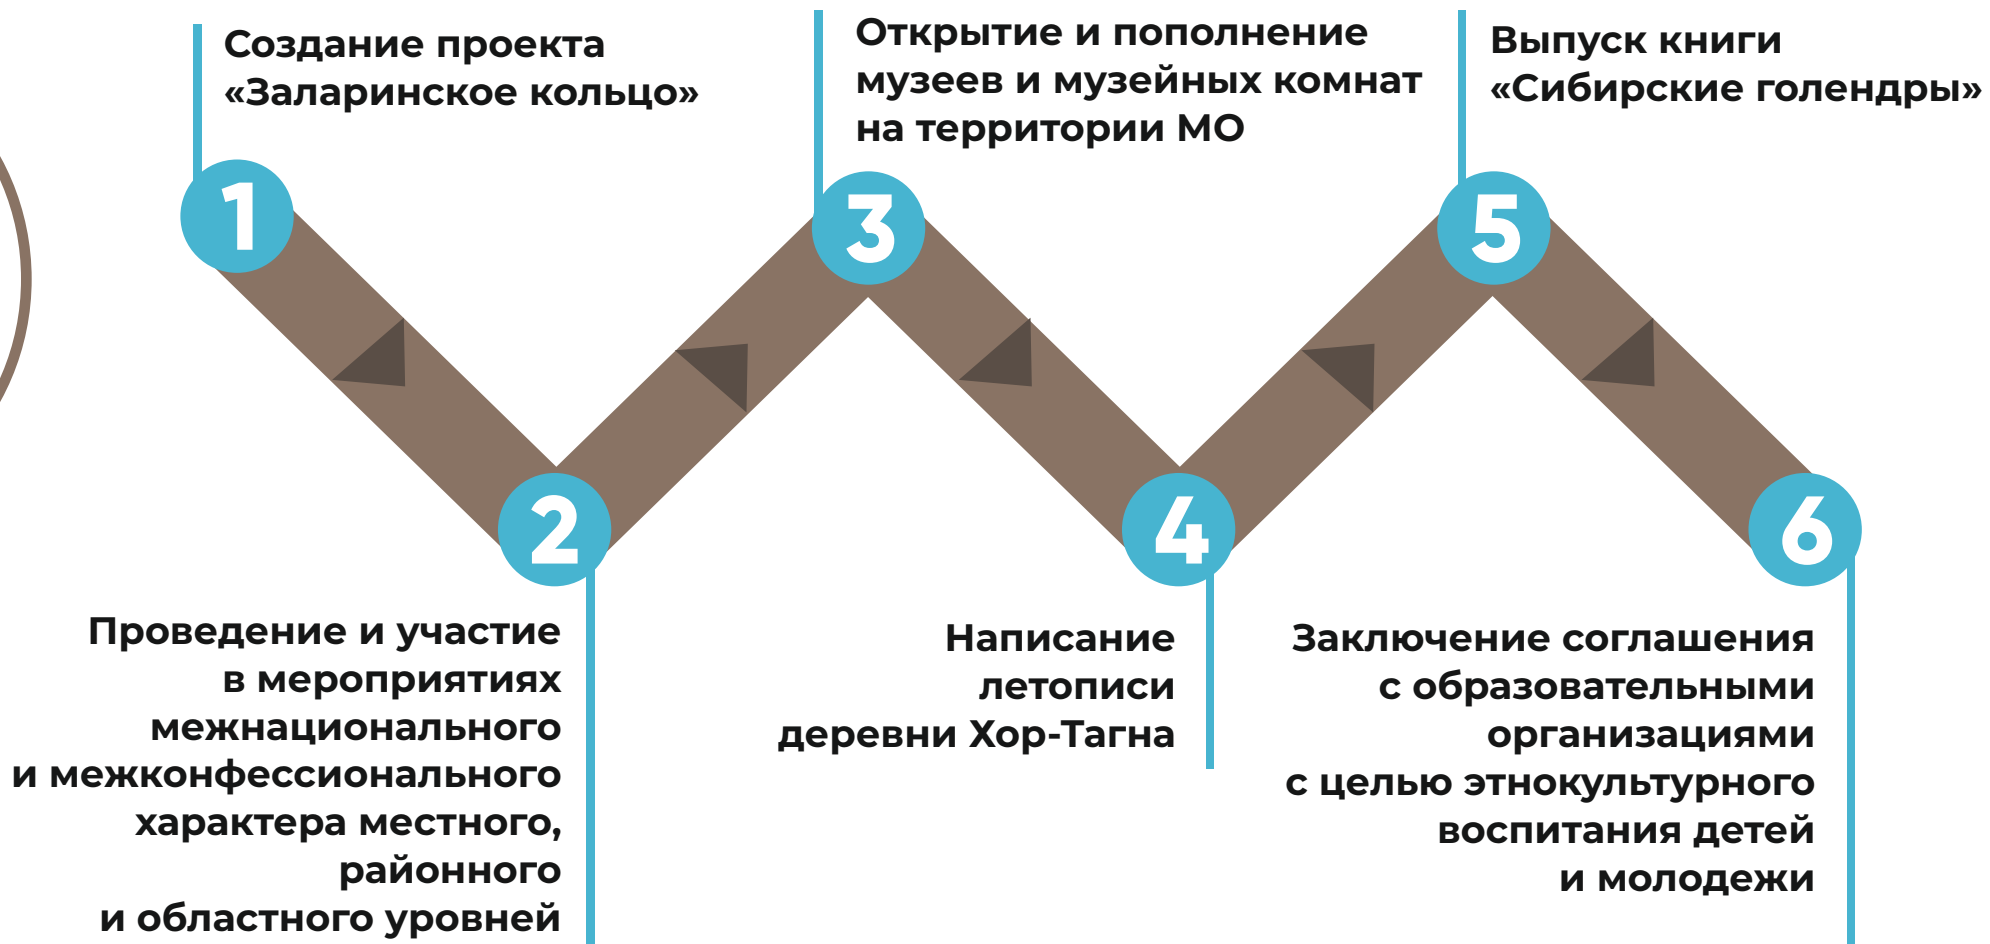 1
Создание проекта
«Заларинское кольцо»
2
Проведение и участие
в мероприятиях
межнационального
и межконфессионального
характера местного,
районного
и областного уровней
3
Открытие и пополнение
музеев и музейных комнат
на территории МО
4
Написание
летописи
деревни Хор-Тагна
5
Выпуск книги
«Сибирские голендры»
6
Заключение соглашения
с образовательными
организациями
с целью этнокультурного
воспитания детей
и молодежи